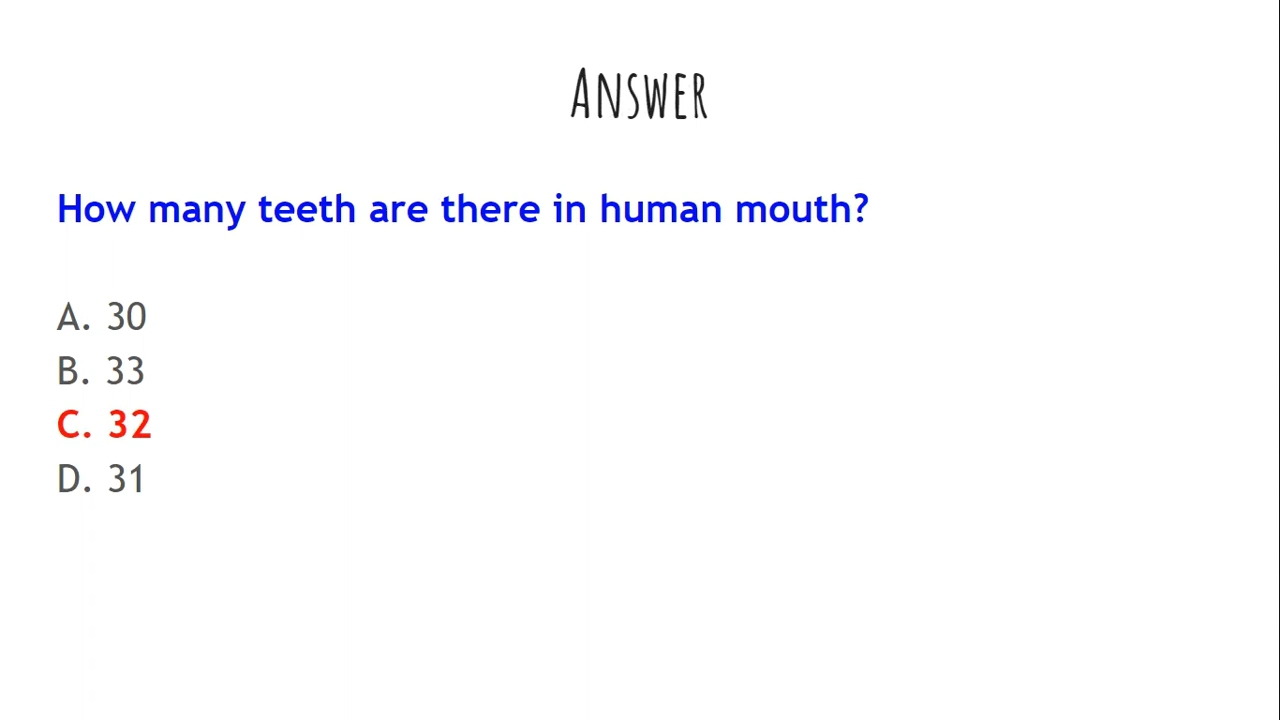 Answer
How many teeth are there in human mouth?
A. 30
B. 33
C. 32
D. 31